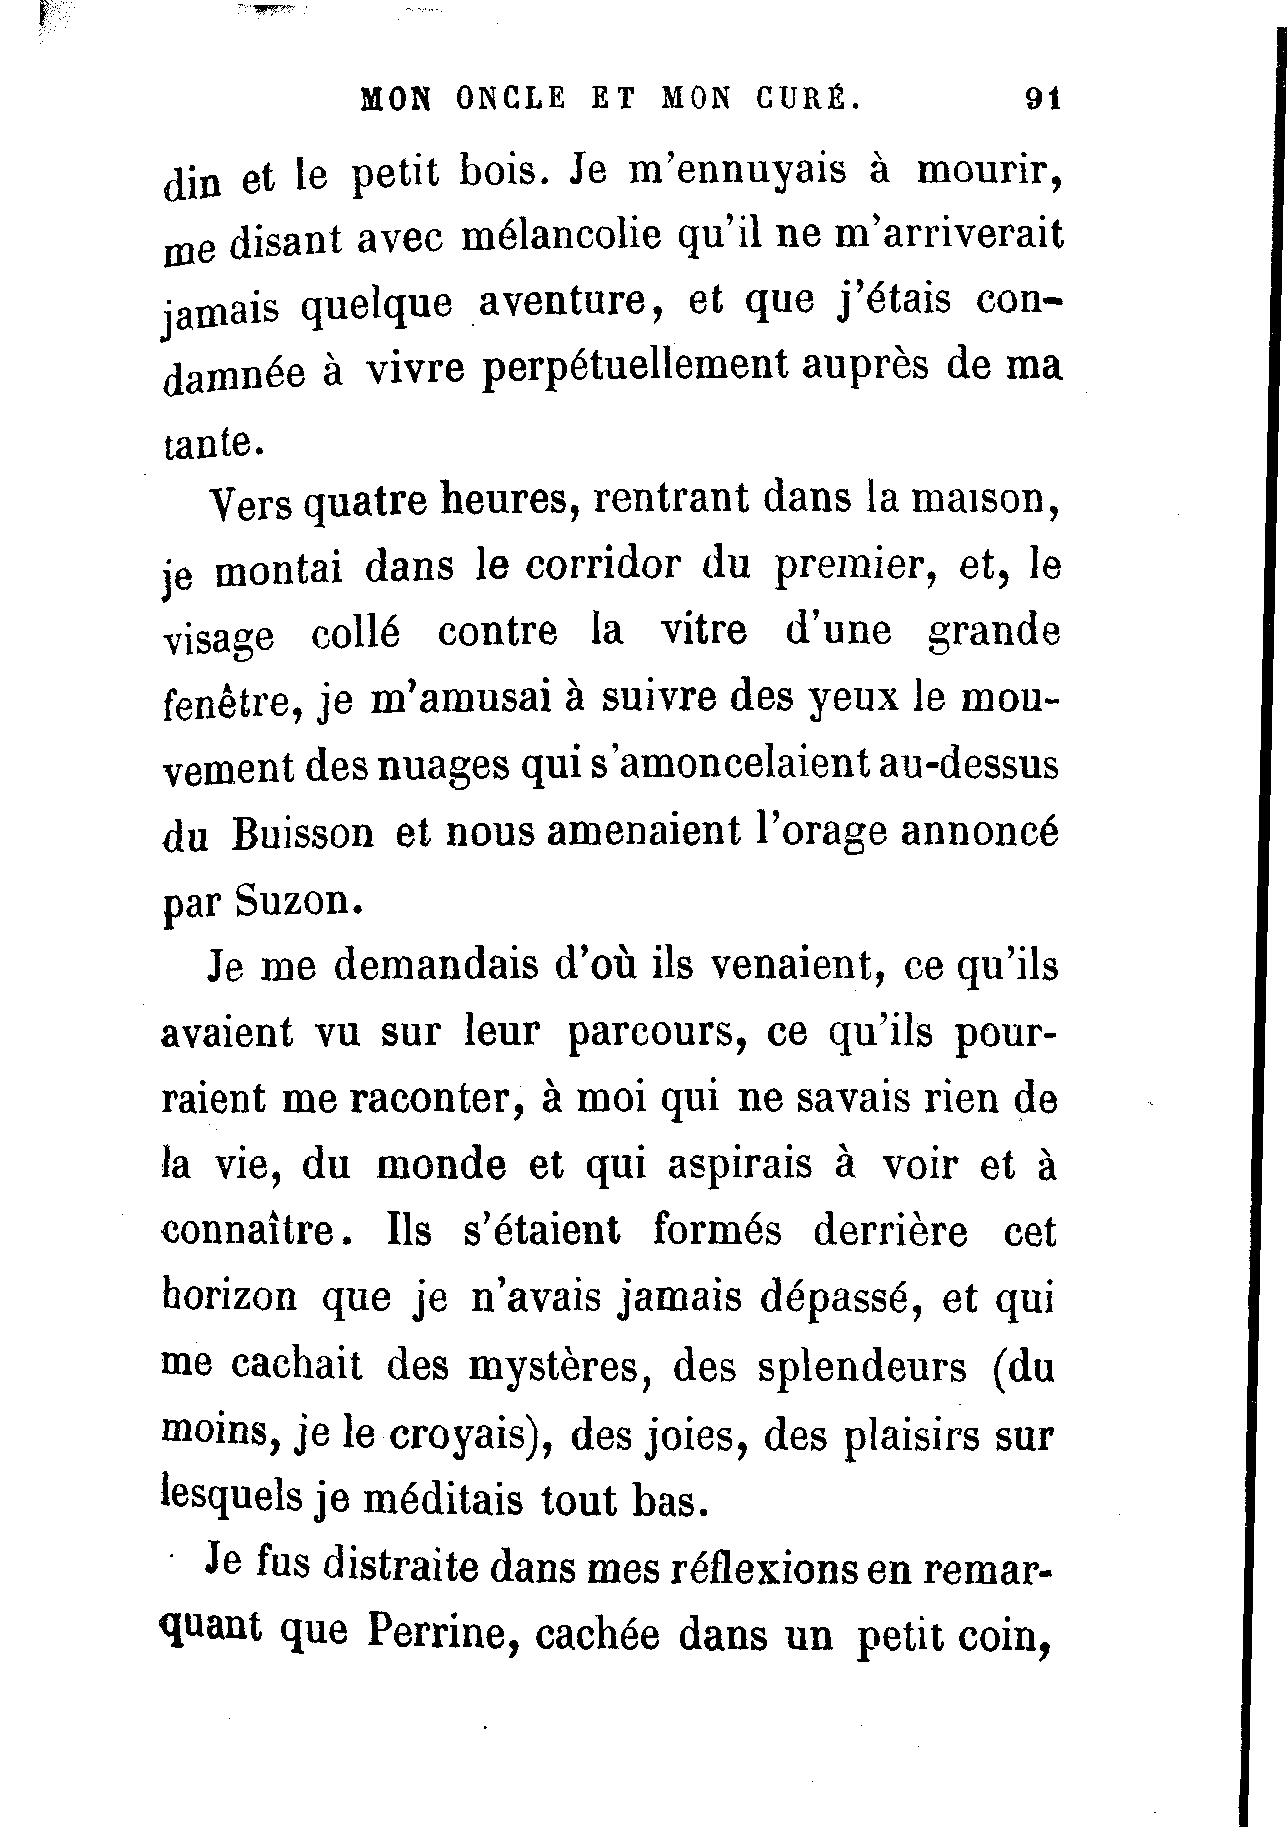 MON ONCLE ET MON CURÉ. 91
din et le petit bois. Je m'ennuyais à mourir,
me disant avec mélancolie qu'il ne m'arriverait
jamais quelque aventure, et que j'étais con-
damnée à vivre perpétuellement auprès de ma
tante.
Vers quatre heures, rentrant dans la maison,
je montai dans le corridor du premier, et, le
visage collé contre la vitre d'une grande
fenêtre, je m'amusai à suivre des yeux le mou-
vement des nuages qui s'amoncelaient au-dessus
du Buisson et nous amenaient l'orage annoncé
par Suzon.
Je me demandais d'où ils venaient, ce qu'ils
avaient vu sur leur parcours, ce qu'ils pour-
raient me raconter, à moi qui ne savais rien de
la vie, du monde et qui aspirais à voir et à
connaître. Ils s'étaient formés derrière cet
horizon que je n'avais jamais dépassé, et qui
me cachait des mystères, des splendeurs (du
moins, je le croyais), des joies, des plaisirs sur
lesquels je méditais tout bas.
Je fus distraite dans mes réflexions en remar-
quant que Perrine, cachée dans un petit coin,